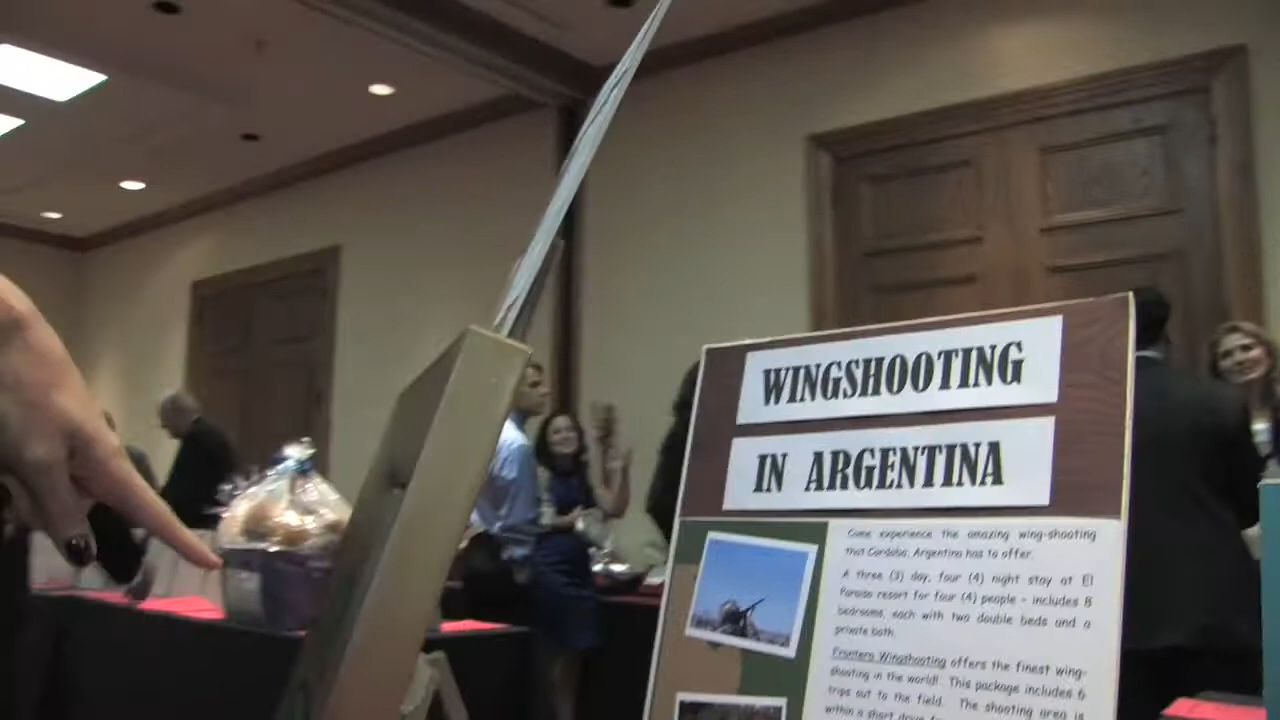 WINGSHOOTING
IN ARGENTINA
Come experience the amazing wing-shooting
that Cordoba, Argentina has to offer.
A three (3) day, four (4) night stay at El
Paraiso resort for four (4) people - includes 8
bedrooms, each with two double beds and a
private bath.
Frontera Wingshooting offers the finest wing-
shooting in the world! This package includes 6
trips out to the field. The shooting area is
within a short drive